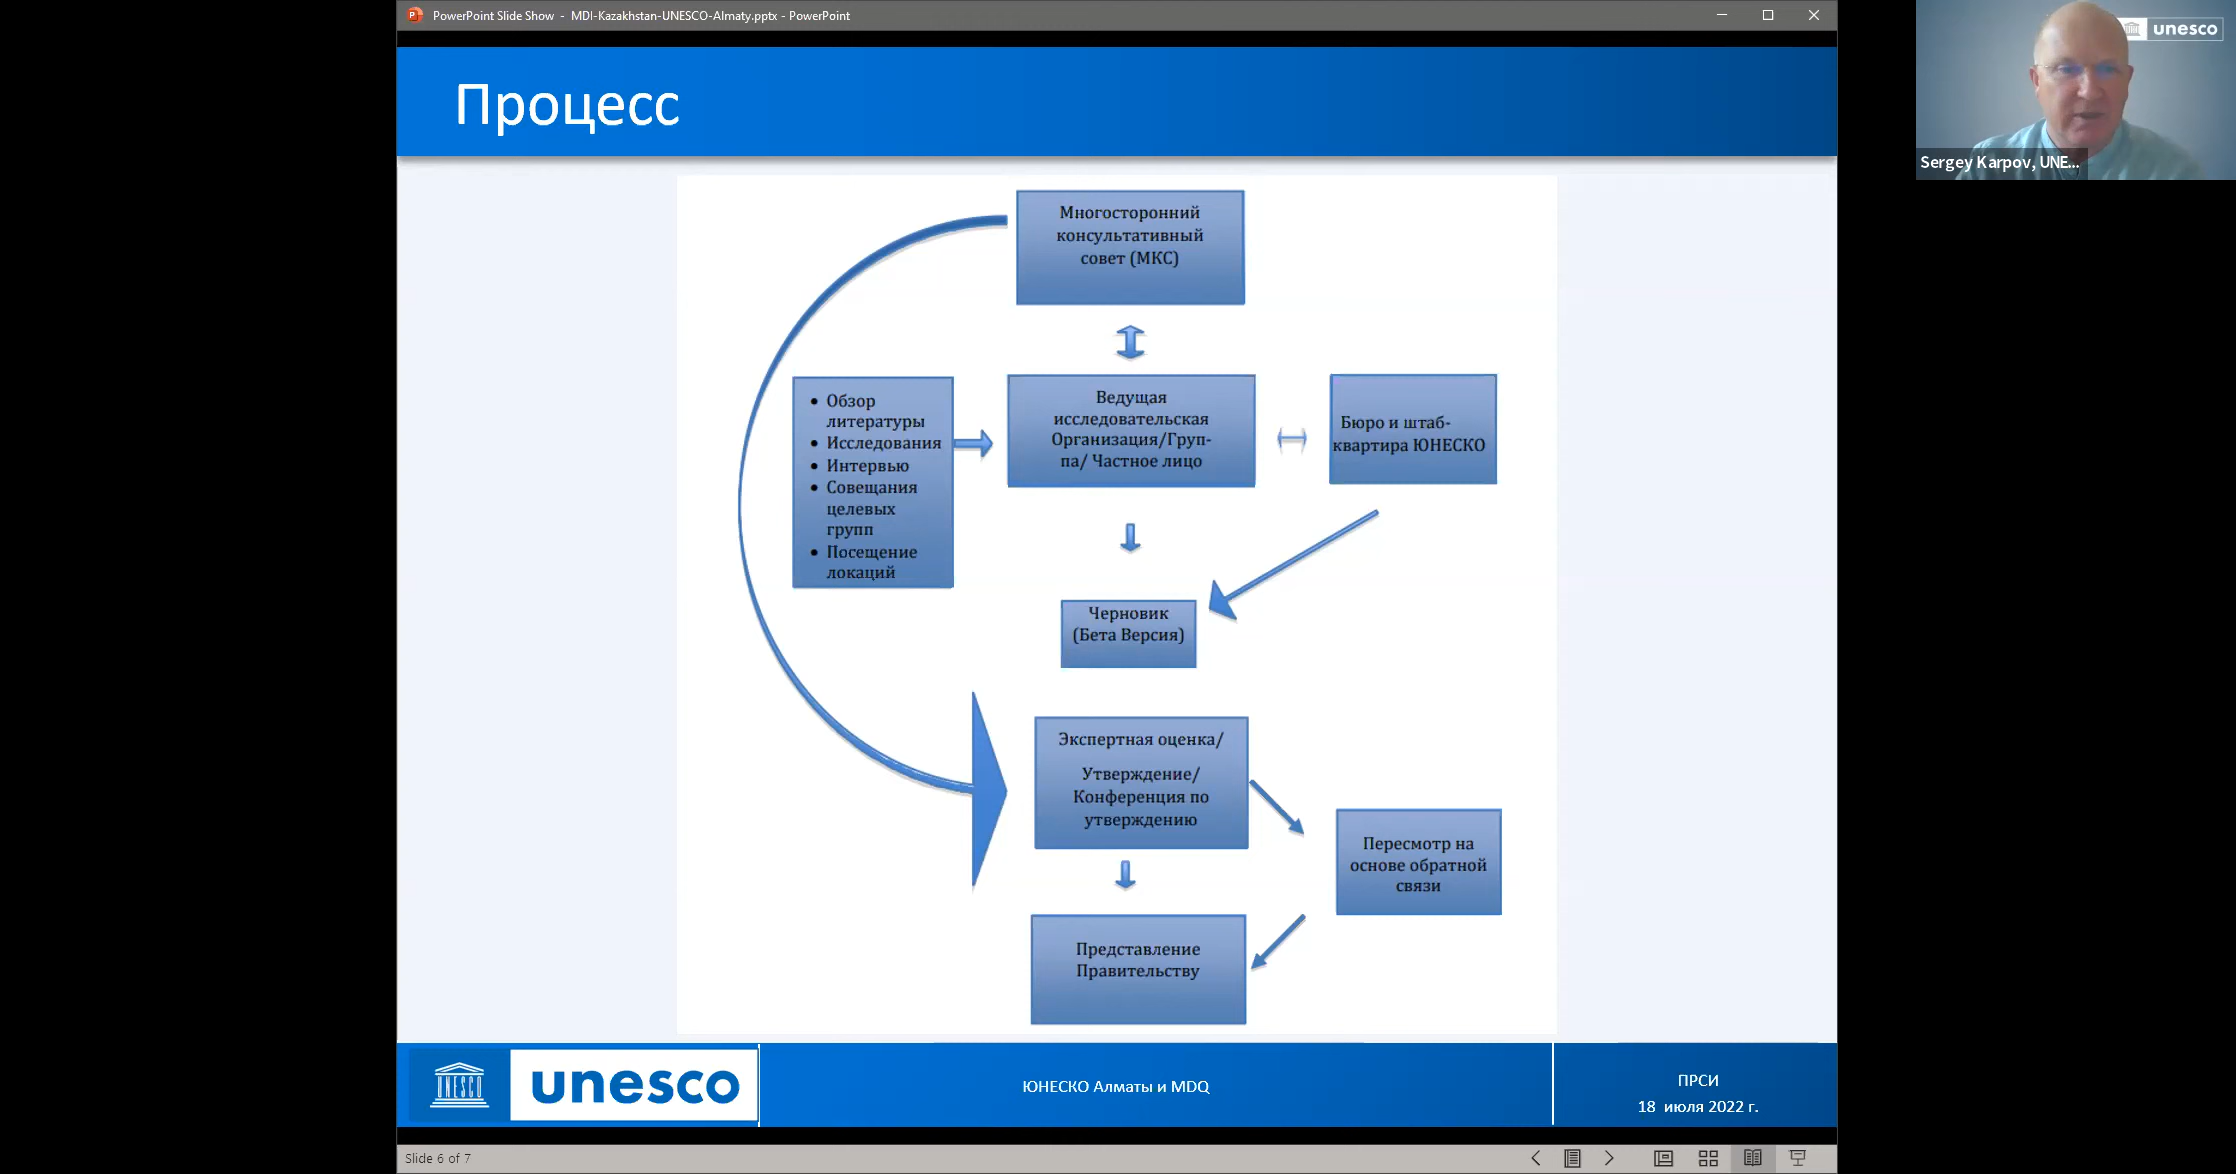 PowerPoint Slide Show - MDI-Kazakhstan-UNESCO-Almaty.pptx - PowerPoint
unesco
Sergey Karpov, UNE...
Процесс
Многосторонний
консультативный
совет (МКС)
• Обзор
литературы
• Исследования
• Интервью
• Совещания
целевых
групп
• Посещение
локаций
Ведущая
исследовательская
Организация/Груп-
па/ Частное лицо
Бюро и штаб-
квартира ЮНЕСКО
Черновик
(Бета Версия)
Экспертная оценка/
Утверждение/
Конференция по
утверждению
Пересмотр на
основе обратной
связи
Представление
Правительству
UNESCO
unesco
ЮНЕСКО Алматы и MDQ
ПРСИ
18 июля 2022 г.
Slide 6 of 7